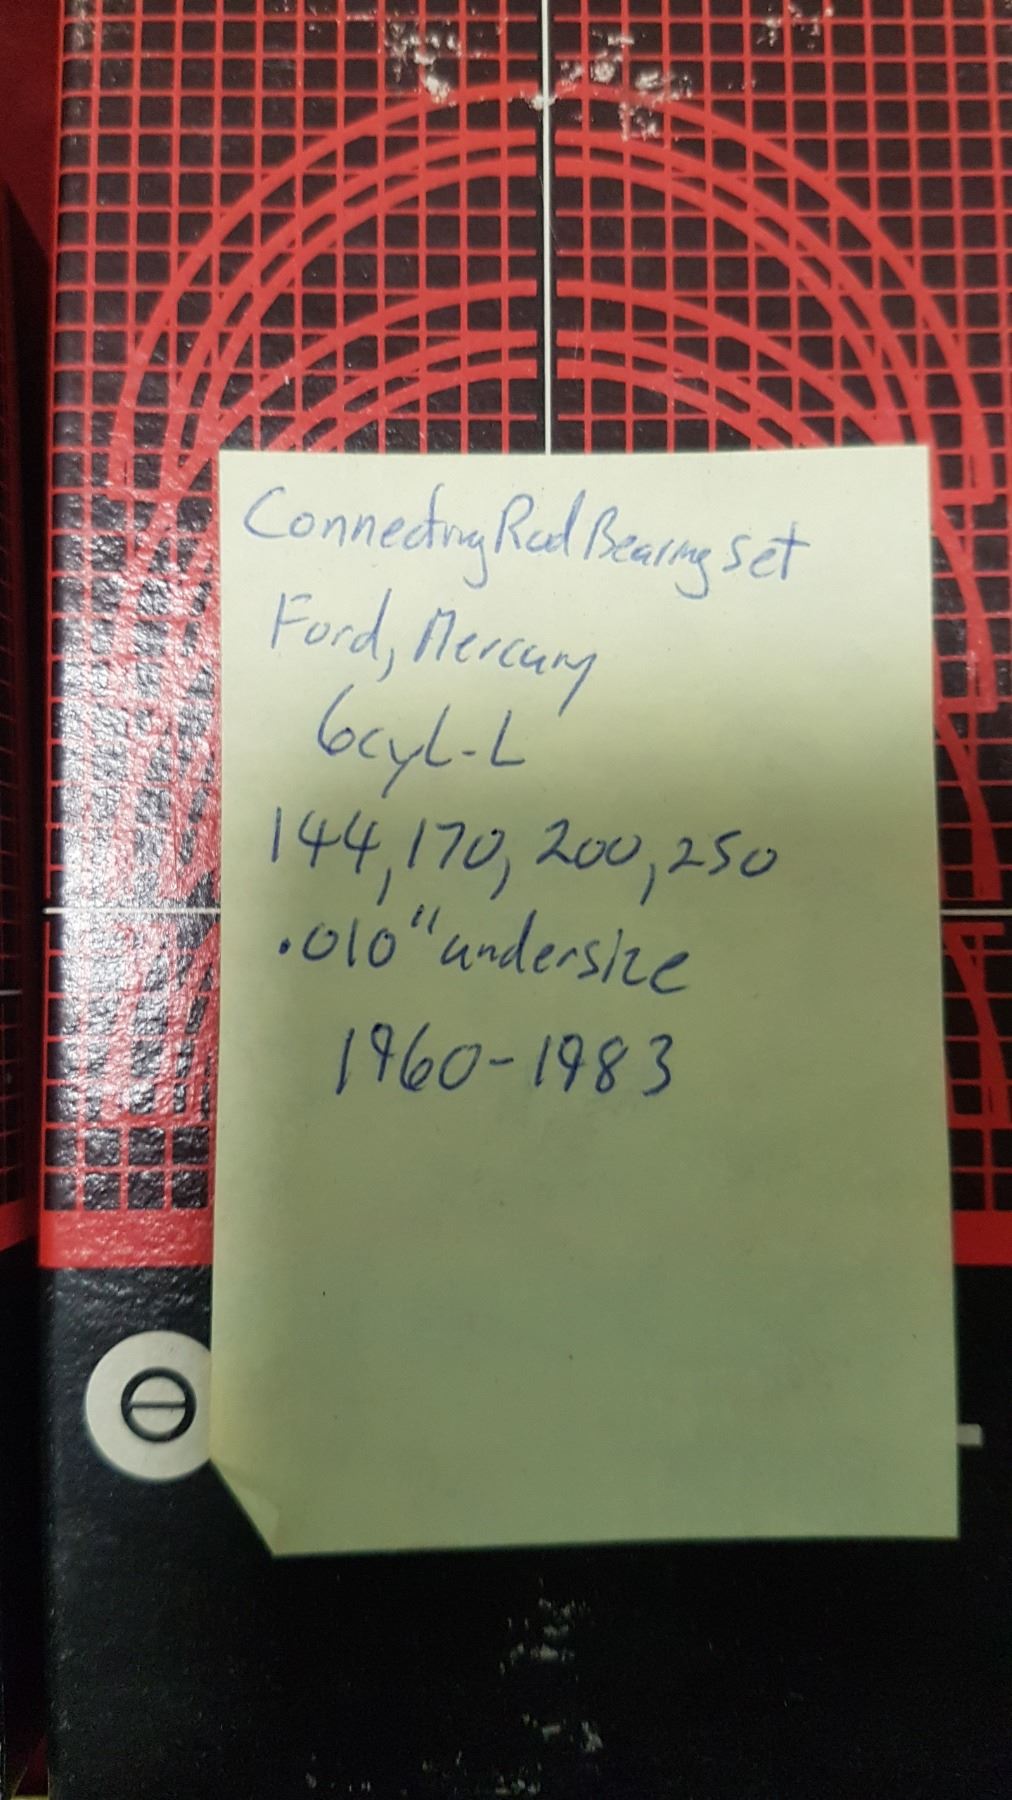 Connecting Rod Bearing set
Ford, Mercury
6cyL-L
144, 170, 200, 250
.010" undersize
1960-1983